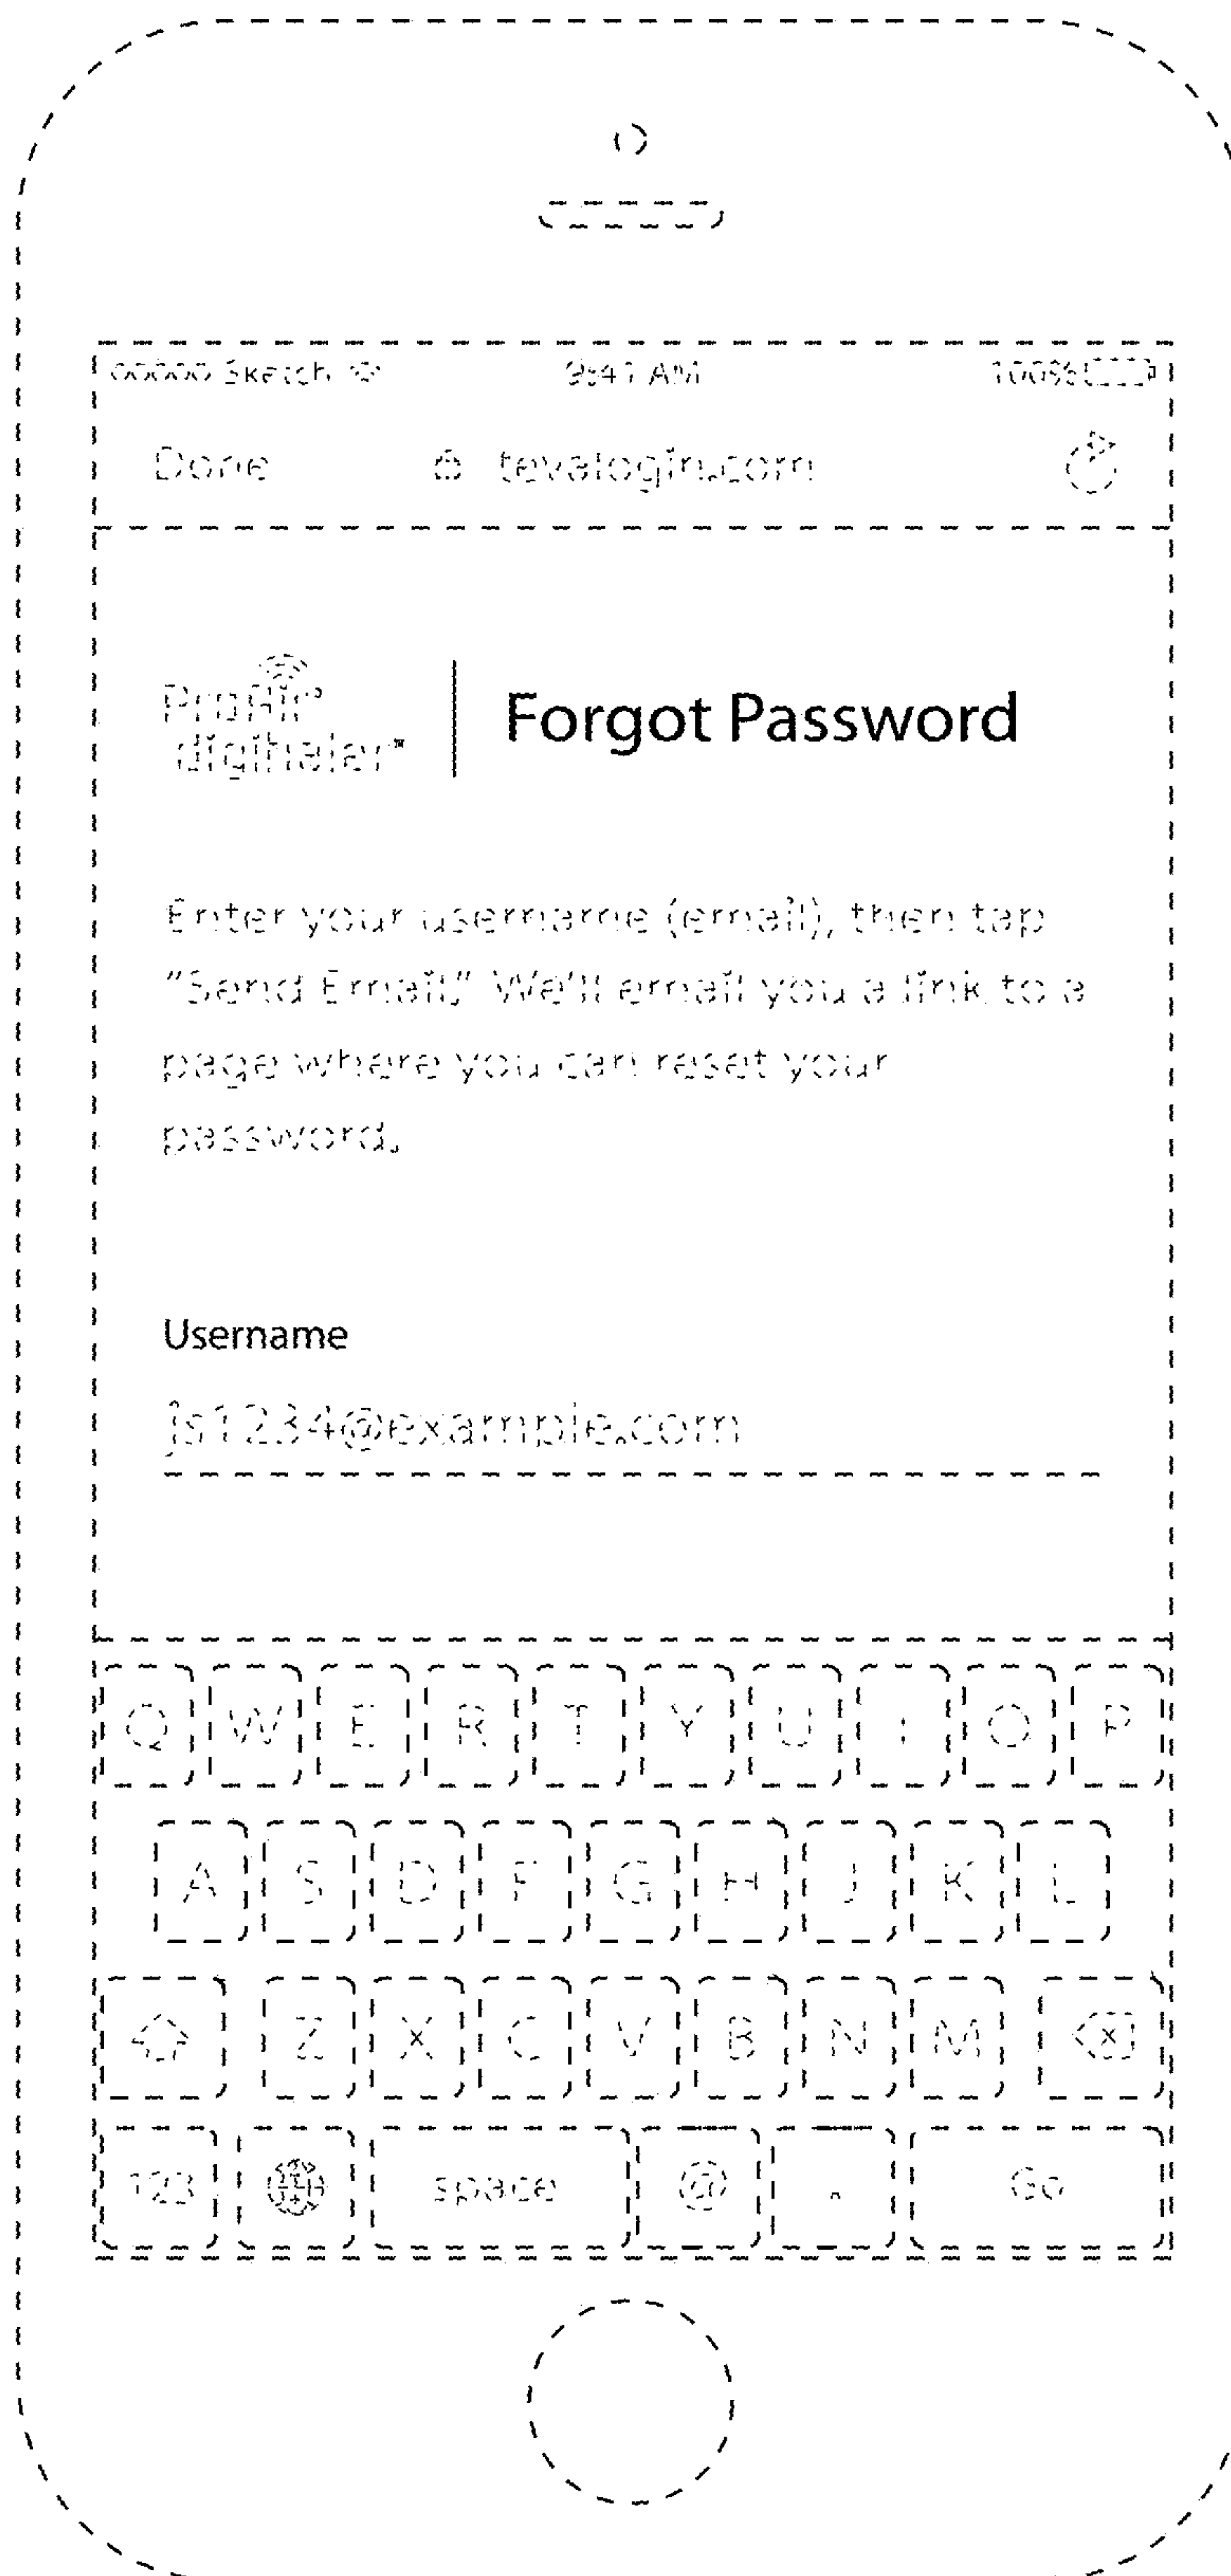 Sketch 9:41 AM 100%
Done tevalogin.com
ProAir®
digihaler™
Forgot Password
Enter your username (email), then tap
“Send Email.” We’ll email you a link to a
page where you can reset your
password.
Username
js1234@example.com
Q W E R T Y U I O P
A S D F G H J K L
Z X C V B N M
123 space @ . Go